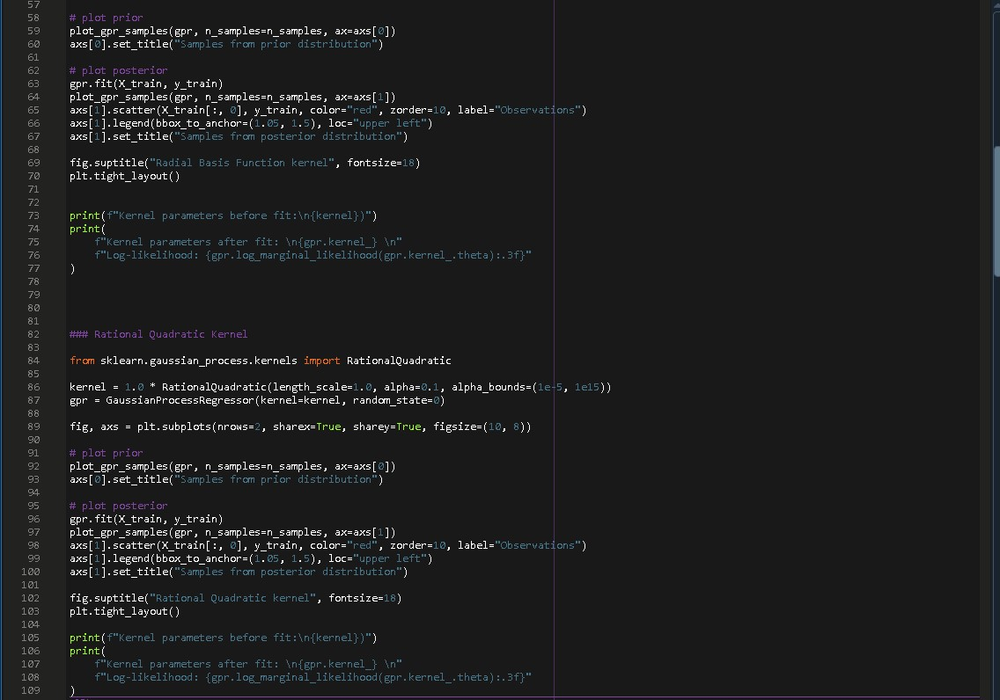 57
58 # plot prior
59 plot_gpr_samples(gpr, n_samples=n_samples, ax=axs[0])
60 axs[0].set_title("Samples from prior distribution")
61
62 # plot posterior
63 gpr.fit(X_train, y_train)
64 plot_gpr_samples(gpr, n_samples=n_samples, ax=axs[1])
65 axs[1].scatter(X_train[:, 0], y_train, color="red", zorder=10, label="Observations")
66 axs[1].legend(bbox_to_anchor=(1.05, 1.5), loc="upper left")
67 axs[1].set_title("Samples from posterior distribution")
68
69 fig.suptitle("Radial Basis Function kernel", fontsize=18)
70 plt.tight_layout()
71
72
73 print(f"Kernel parameters before fit:\n{kernel})")
74 print(
75     f"Kernel parameters after fit: \n{gpr.kernel_} \n"
76     f"Log-likelihood: {gpr.log_marginal_likelihood(gpr.kernel_.theta):.3f}"
77 )
78
79
80
81
82 ### Rational Quadratic Kernel
83
84 from sklearn.gaussian_process.kernels import RationalQuadratic
85
86 kernel = 1.0 * RationalQuadratic(length_scale=1.0, alpha=0.1, alpha_bounds=(1e-5, 1e15))
87 gpr = GaussianProcessRegressor(kernel=kernel, random_state=0)
88
89 fig, axs = plt.subplots(nrows=2, sharex=True, sharey=True, figsize=(10, 8))
90
91 # plot prior
92 plot_gpr_samples(gpr, n_samples=n_samples, ax=axs[0])
93 axs[0].set_title("Samples from prior distribution")
94
95 # plot posterior
96 gpr.fit(X_train, y_train)
97 plot_gpr_samples(gpr, n_samples=n_samples, ax=axs[1])
98 axs[1].scatter(X_train[:, 0], y_train, color="red", zorder=10, label="Observations")
99 axs[1].legend(bbox_to_anchor=(1.05, 1.5), loc="upper left")
100 axs[1].set_title("Samples from posterior distribution")
101
102 fig.suptitle("Rational Quadratic kernel", fontsize=18)
103 plt.tight_layout()
104
105 print(f"Kernel parameters before fit:\n{kernel})")
106 print(
107     f"Kernel parameters after fit: \n{gpr.kernel_} \n"
108     f"Log-likelihood: {gpr.log_marginal_likelihood(gpr.kernel_.theta):.3f}"
109 )